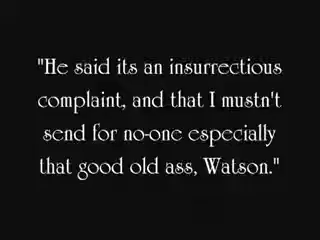 "He said its an insurrectious
complaint, and that I mustn't
send for no-one especially
that good old ass, Watson."